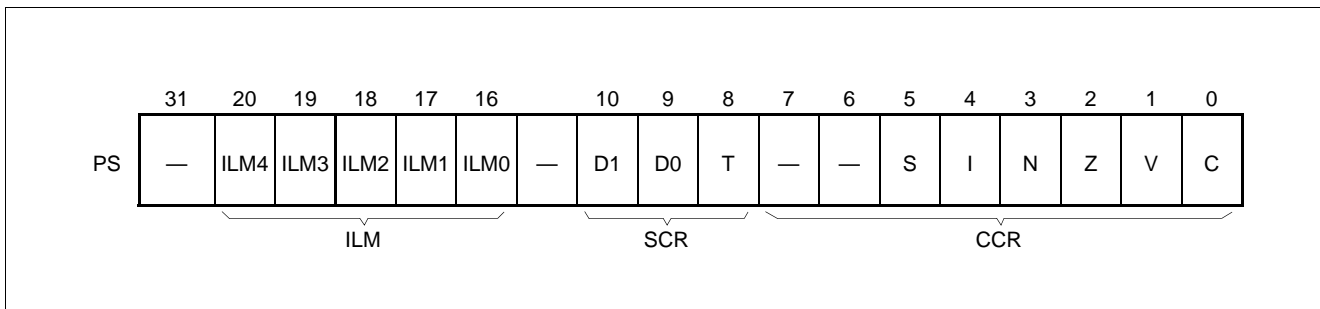 31 20 19 18 17 16 10 9 8 7 6 5 4 3 2 1 0
PS — ILM4 ILM3 ILM2 ILM1 ILM0 — D1 D0 T — — S I N Z V C
ILM SCR CCR